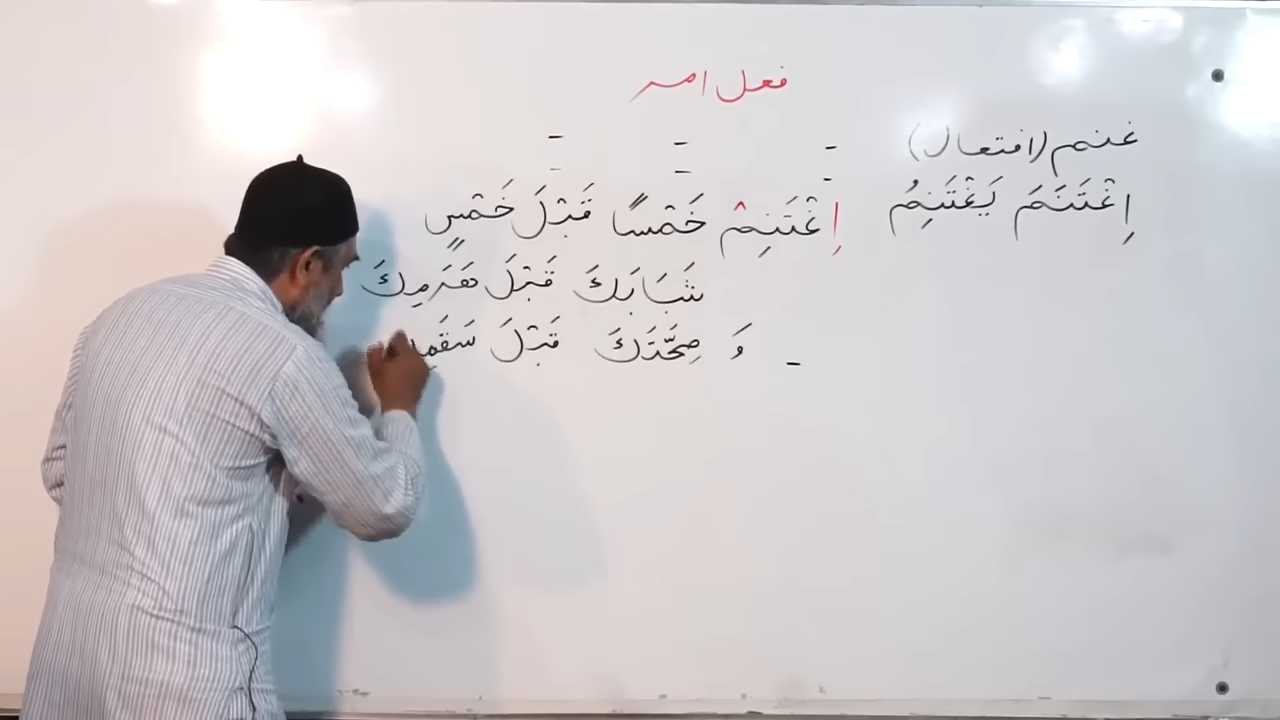 فعل امر
غنم (افتعال)
اِغْتَنَمَ يَغْتَنِمُ
اِغْتَنِمْ خَمْسًا قَبْلَ خَمْسٍ
شَبَابَكَ قَبْلَ هَرَمِكَ
وَ صِحَّتَكَ قَبْلَ